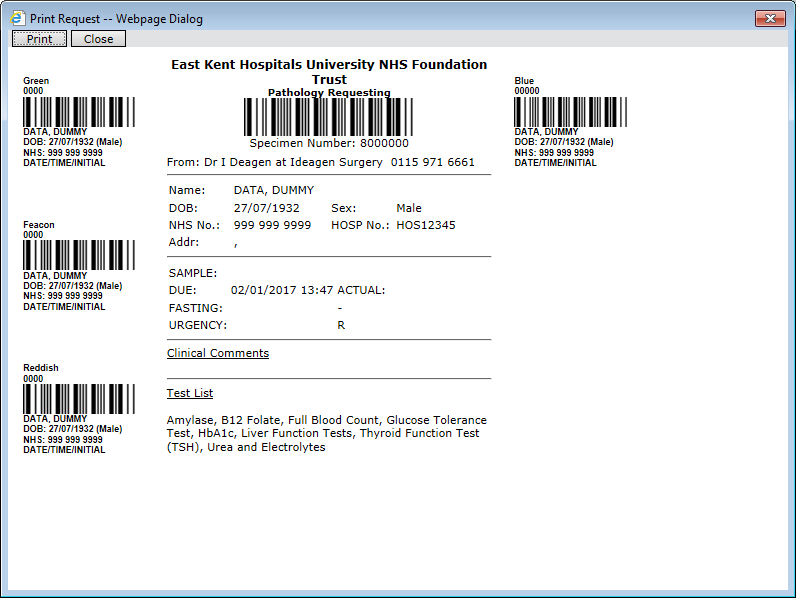 Print Request -- Webpage Dialog
Print Close
Green
0000
DATA, DUMMY
DOB: 27/07/1932 (Male)
NHS: 999 999 9999
DATE/TIME/INITIAL
Feacon
0000
DATA, DUMMY
DOB: 27/07/1932 (Male)
NHS: 999 999 9999
DATE/TIME/INITIAL
Reddish
0000
DATA, DUMMY
DOB: 27/07/1932 (Male)
NHS: 999 999 9999
DATE/TIME/INITIAL
East Kent Hospitals University NHS Foundation
Trust
Pathology Requesting
Specimen Number: 8000000
From: Dr I Deagen at Ideagen Surgery 0115 971 6661
Name: DATA, DUMMY
DOB: 27/07/1932 Sex: Male
NHS No.: 999 999 9999 HOSP No.: HOS12345
Addr: ,
SAMPLE:
DUE: 02/01/2017 13:47 ACTUAL:
FASTING: -
URGENCY: R
Clinical Comments
Test List
Amylase, B12 Folate, Full Blood Count, Glucose Tolerance
Test, HbA1c, Liver Function Tests, Thyroid Function Test
(TSH), Urea and Electrolytes
Blue
00000
DATA, DUMMY
DOB: 27/07/1932 (Male)
NHS: 999 999 9999
DATE/TIME/INITIAL